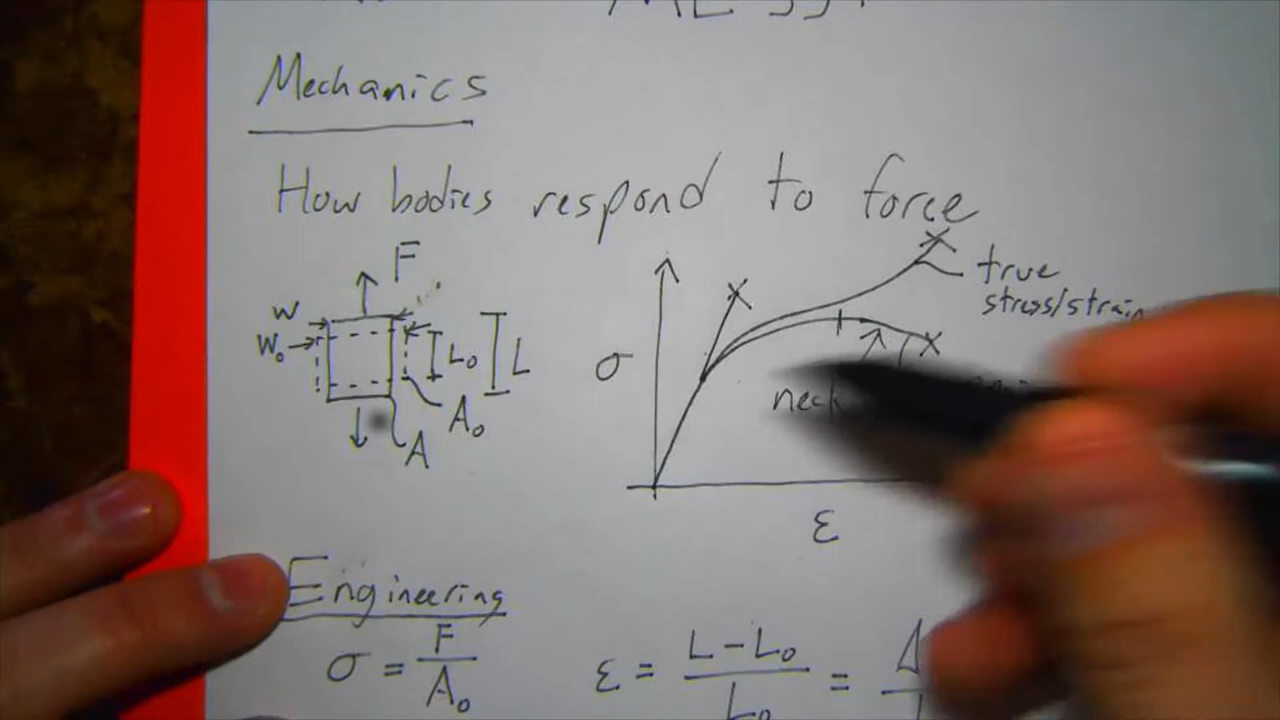 Mechanics
How bodies respond to force
F
w
w₀
L₀
L
A₀
A
σ
true
stress/strain
ε
Engineering
σ = F/A₀
ε = (L - L₀)/L₀ =